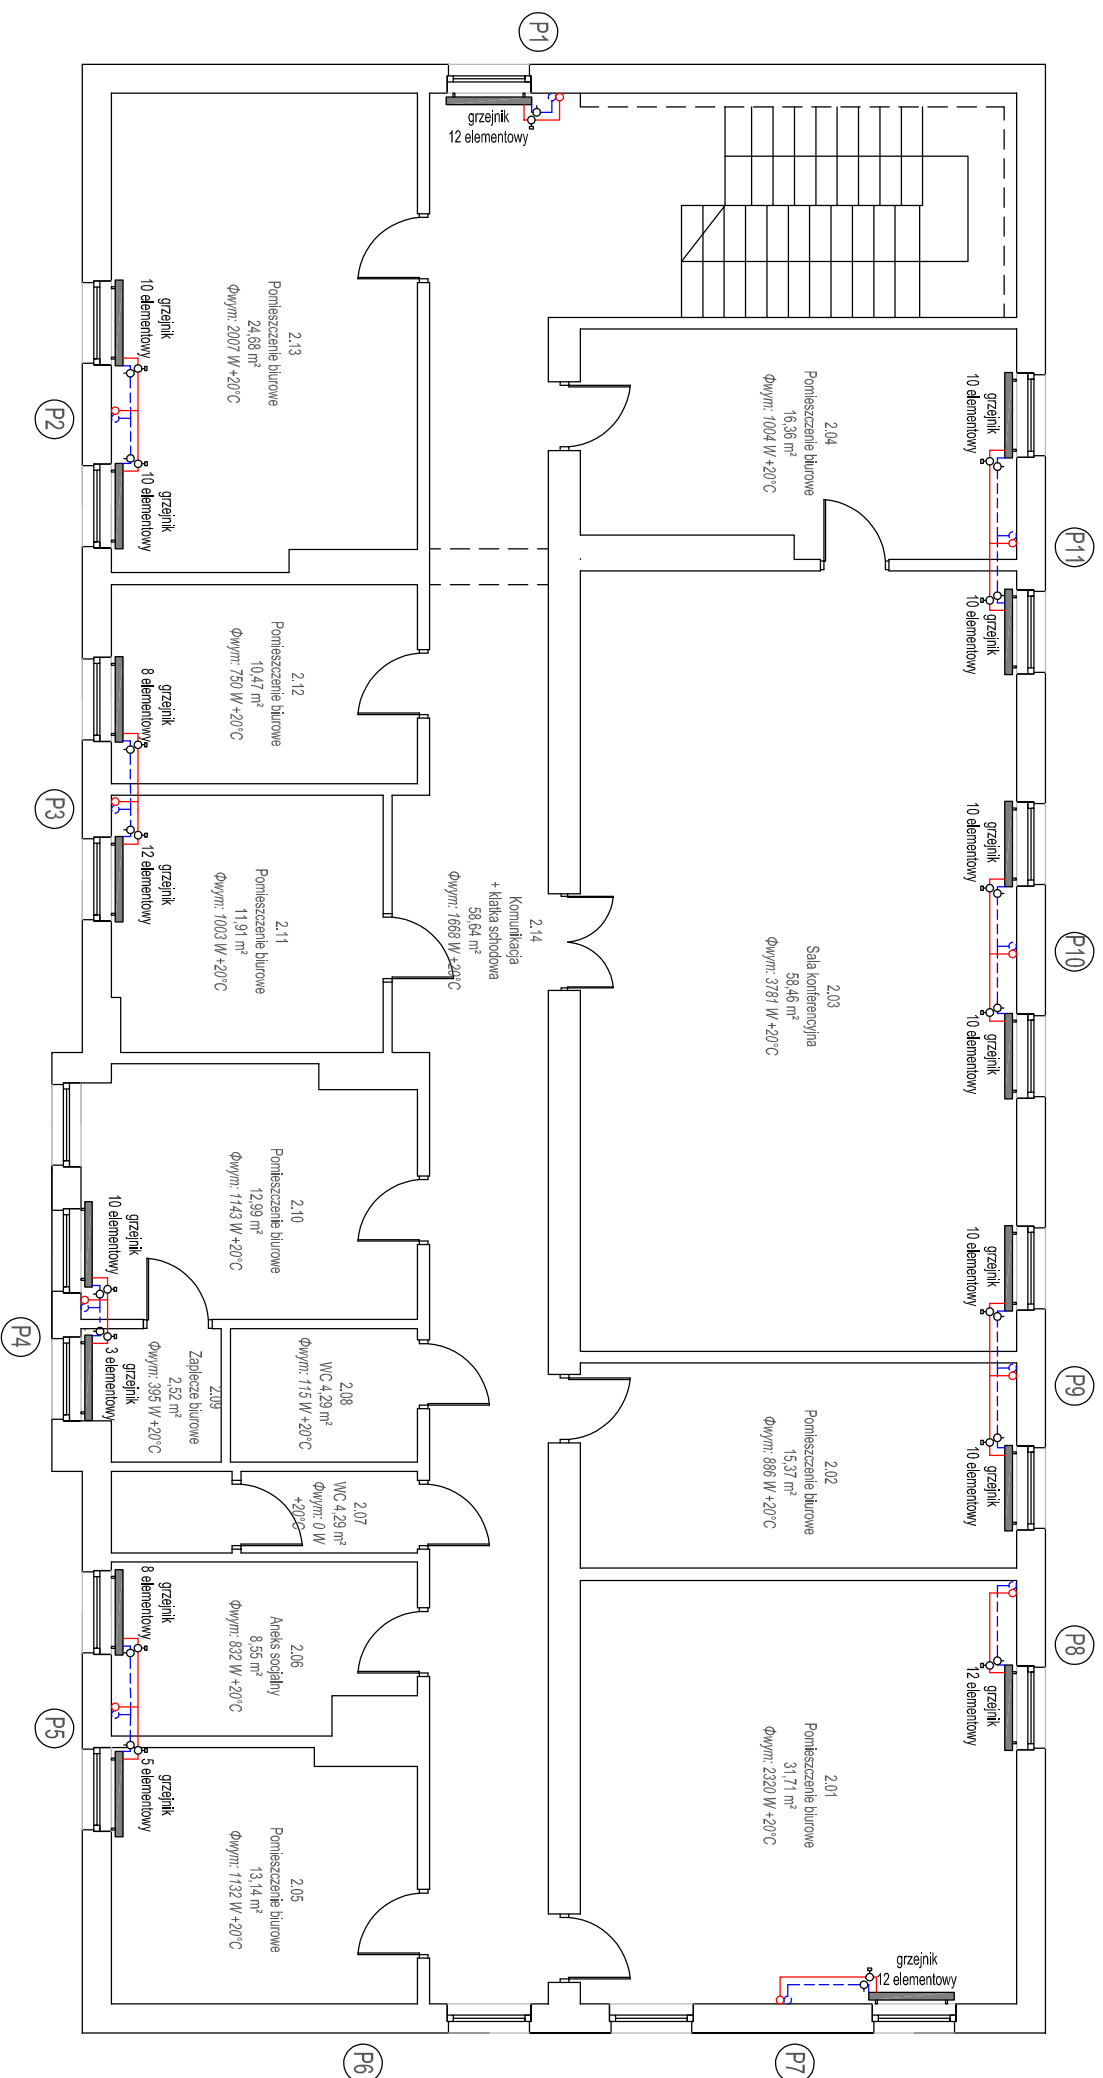 P1
grzejnik
12 elementowy
2.13
Pomieszczenie biurowe
24,68 m²
Φwym: 2007 W +20°C
grzejnik
10 elementowy
P2
grzejnik
10 elementowy
2.04
Pomieszczenie biurowe
16,36 m²
Φwym: 1004 W +20°C
grzejnik
10 elementowy
P11
grzejnik
10 elementowy
2.12
Pomieszczenie biurowe
10,47 m²
Φwym: 750 W +20°C
grzejnik
8 elementowy
P3
grzejnik
12 elementowy
2.11
Pomieszczenie biurowe
11,91 m²
Φwym: 1003 W +20°C
2.14
Komunikacja
+ klatka schodowa
58,64 m²
Φwym: 1668 W +20°C
2.03
Sala konferencyjna
58,46 m²
Φwym: 3781 W +20°C
grzejnik
10 elementowy
P10
grzejnik
10 elementowy
2.10
Pomieszczenie biurowe
12,99 m²
Φwym: 1143 W +20°C
grzejnik
10 elementowy
P4
grzejnik
3 elementowy
2.09
Zaplecze biurowe
2,52 m²
Φwym: 395 W +20°C
2.08
WC 4,29 m²
Φwym: 115 W +20°C
grzejnik
10 elementowy
P9
grzejnik
10 elementowy
2.02
Pomieszczenie biurowe
15,37 m²
Φwym: 886 W +20°C
2.07
WC 4,29 m²
Φwym: 0 W
+20°C
2.06
Aneks socjalny
8,55 m²
Φwym: 832 W +20°C
grzejnik
8 elementowy
P5
grzejnik
5 elementowy
P8
grzejnik
12 elementowy
2.01
Pomieszczenie biurowe
31,71 m²
Φwym: 2320 W +20°C
2.05
Pomieszczenie biurowe
13,14 m²
Φwym: 1132 W +20°C
grzejnik
12 elementowy
P6
P7